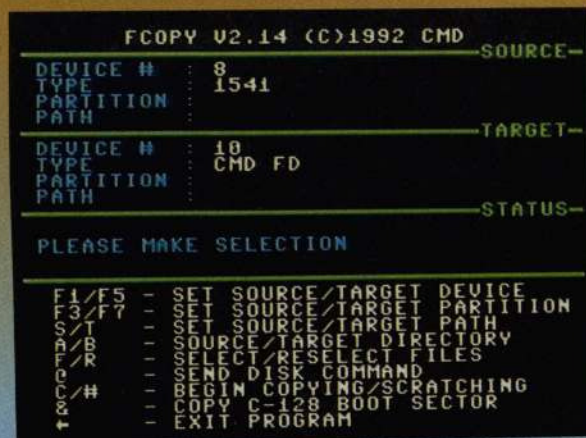 FCOPY V2.14 (C)1992 CMD
SOURCE
DEVICE # : 8
TYPE : 1541
PARTITION :
PATH :
TARGET
DEVICE # : 10
TYPE : CMD FD
PARTITION :
PATH :
STATUS
PLEASE MAKE SELECTION
F1/F5 - SET SOURCE/TARGET DEVICE
F3/F7 - SET SOURCE/TARGET PARTITION
S/T - SET SOURCE/TARGET PATH
A/B - SOURCE/TARGET DIRECTORY
F/R - SELECT/RESELECT FILES
@ - SEND DISK COMMAND
C/# - BEGIN COPYING/SCRATCHING
& - COPY C-128 BOOT SECTOR
← - EXIT PROGRAM